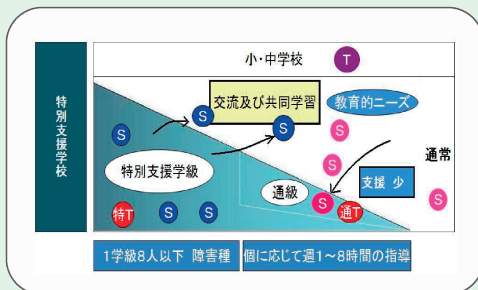 小・中学校
T
特別支援学校
交流及び共同学習
教育的ニーズ
S
S
S
S
S
通常
特別支援学級
通級
支援 少
S
S
特T
S
S
通T
1学級8人以下 障害種
個に応じて週1～8時間の指導